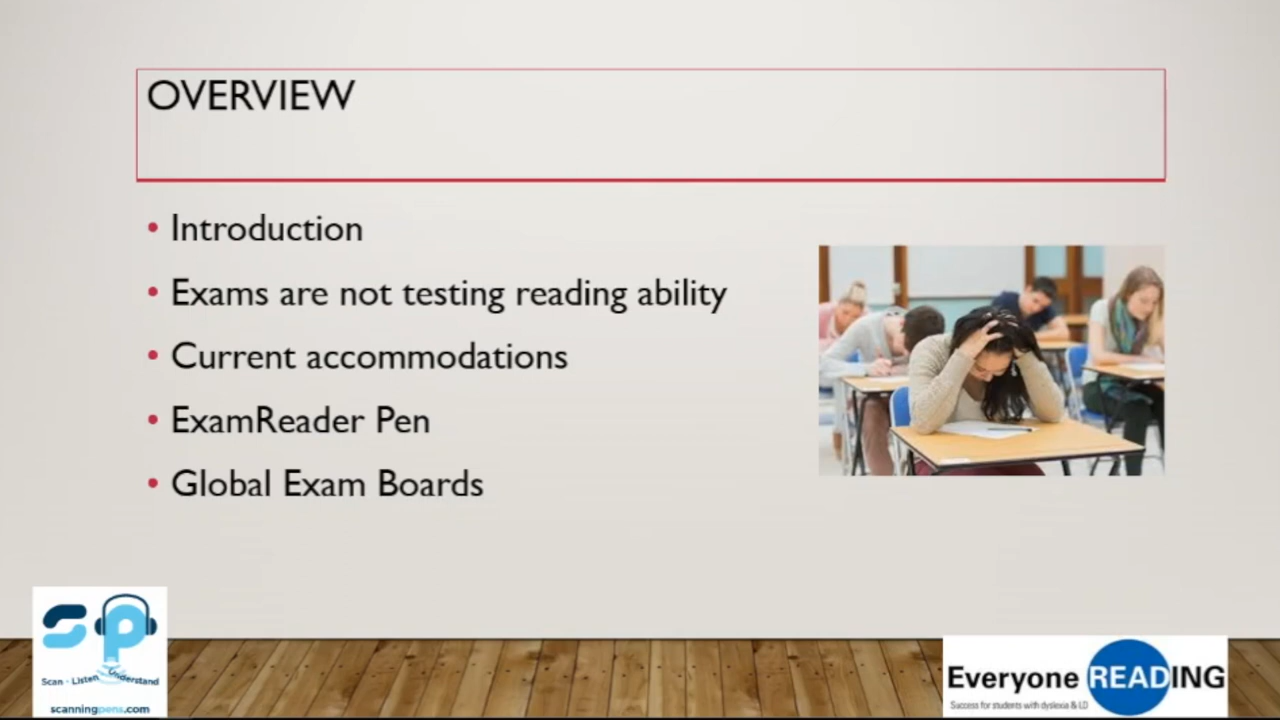 OVERVIEW
• Introduction
• Exams are not testing reading ability
• Current accommodations
• ExamReader Pen
• Global Exam Boards
sp
Scan - Listen - Understand
scanningpens.com
Everyone READING
Success for students with dyslexia & LD